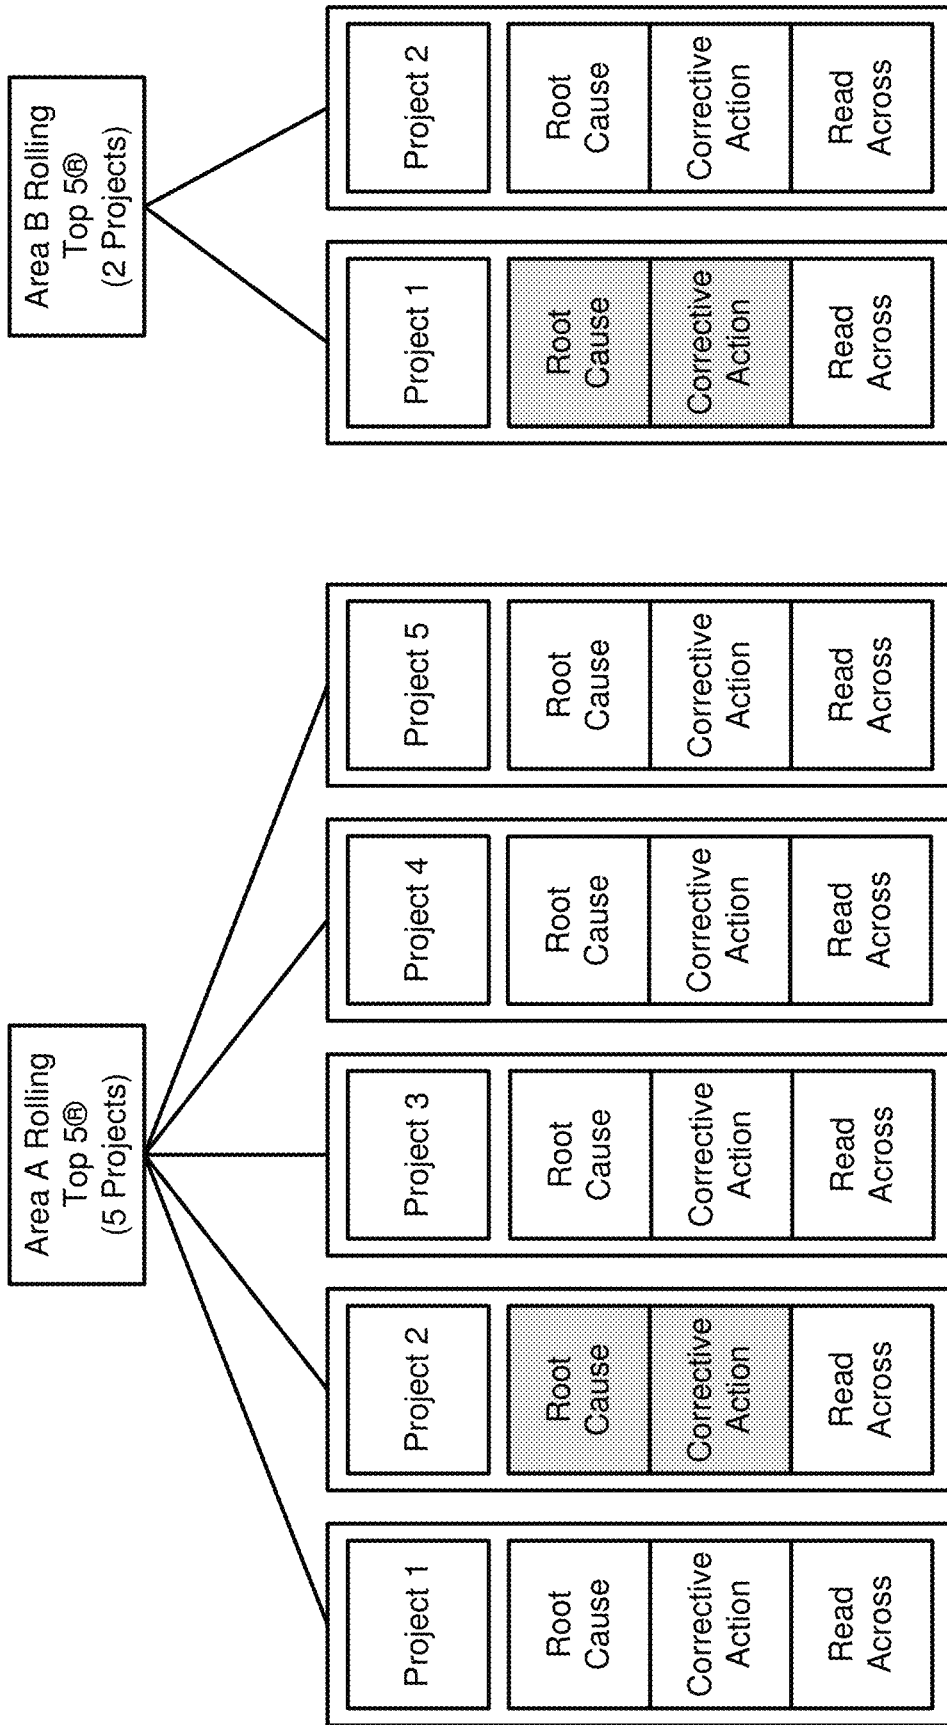 Area A Rolling
Top 5®
(5 Projects)
Project 1
Root
Cause
Corrective
Action
Read
Across
Project 2
Root
Cause
Corrective
Action
Read
Across
Project 3
Root
Cause
Corrective
Action
Read
Across
Project 4
Root
Cause
Corrective
Action
Read
Across
Project 5
Root
Cause
Corrective
Action
Read
Across
Area B Rolling
Top 5®
(2 Projects)
Project 1
Root
Cause
Corrective
Action
Read
Across
Project 2
Root
Cause
Corrective
Action
Read
Across